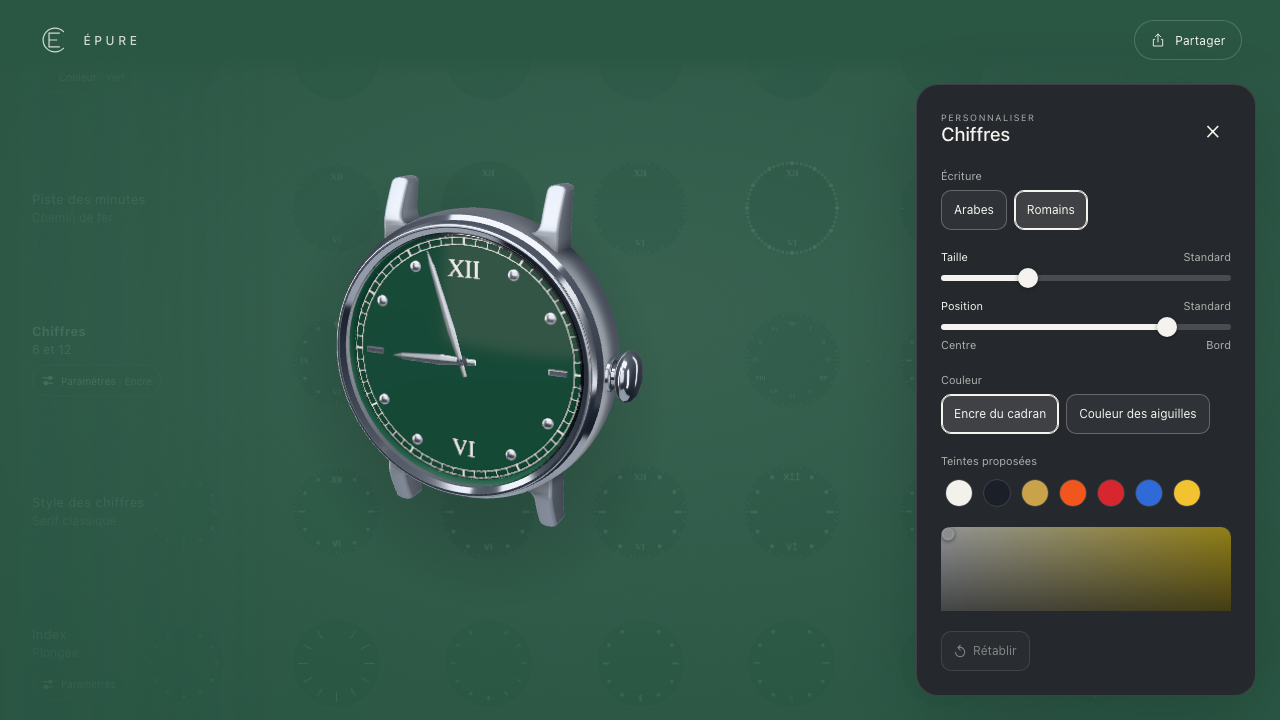 ÉPURE
Partager
Couleur · Vert
Piste des minutes
Chemin de fer
Chiffres
6 et 12
Paramètres · Encre
Style des chiffres
Serif classique
Index
Plongée
Paramètres
XII
VI
PERSONNALISER
Chiffres
Écriture
Arabes
Romains
Taille
Standard
Position
Standard
Centre
Bord
Couleur
Encre du cadran
Couleur des aiguilles
Teintes proposées
Rétablir